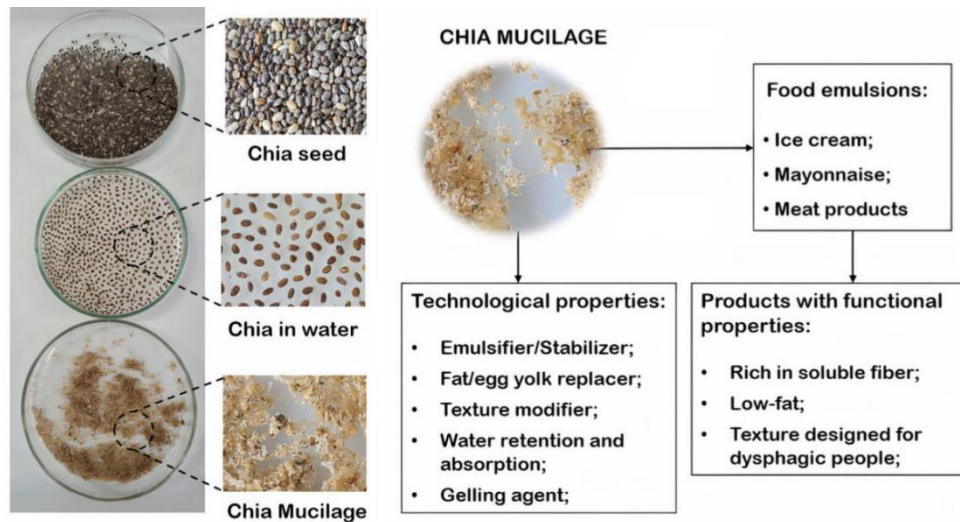 Chia seed
Chia in water
Chia Mucilage
CHIA MUCILAGE
Food emulsions:
• Ice cream;
• Mayonnaise;
• Meat products
Technological properties:
• Emulsifier/Stabilizer;
• Fat/egg yolk replacer;
• Texture modifier;
• Water retention and
absorption;
• Gelling agent;
Products with functional
properties:
• Rich in soluble fiber;
• Low-fat;
• Texture designed for
dysphagic people;